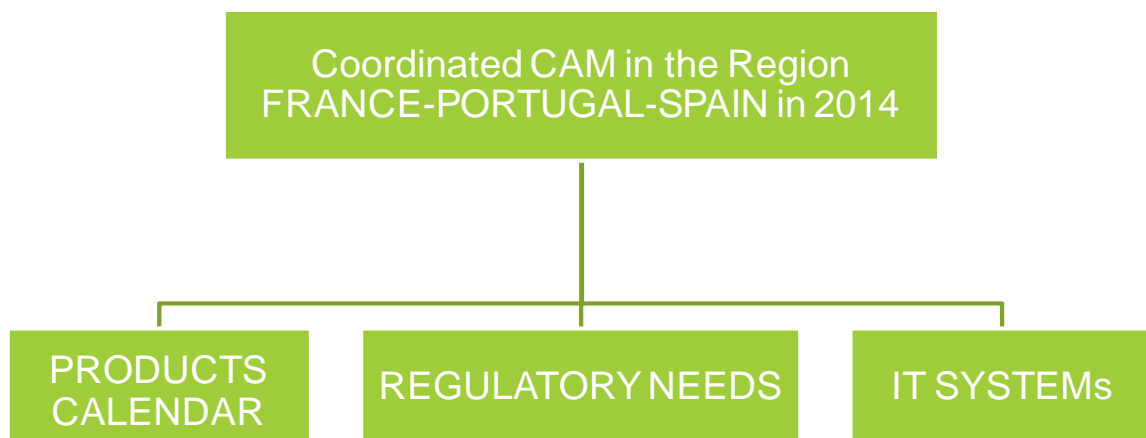 Coordinated CAM in the Region
FRANCE-PORTUGAL-SPAIN in 2014
PRODUCTS
CALENDAR
REGULATORY NEEDS
IT SYSTEMs